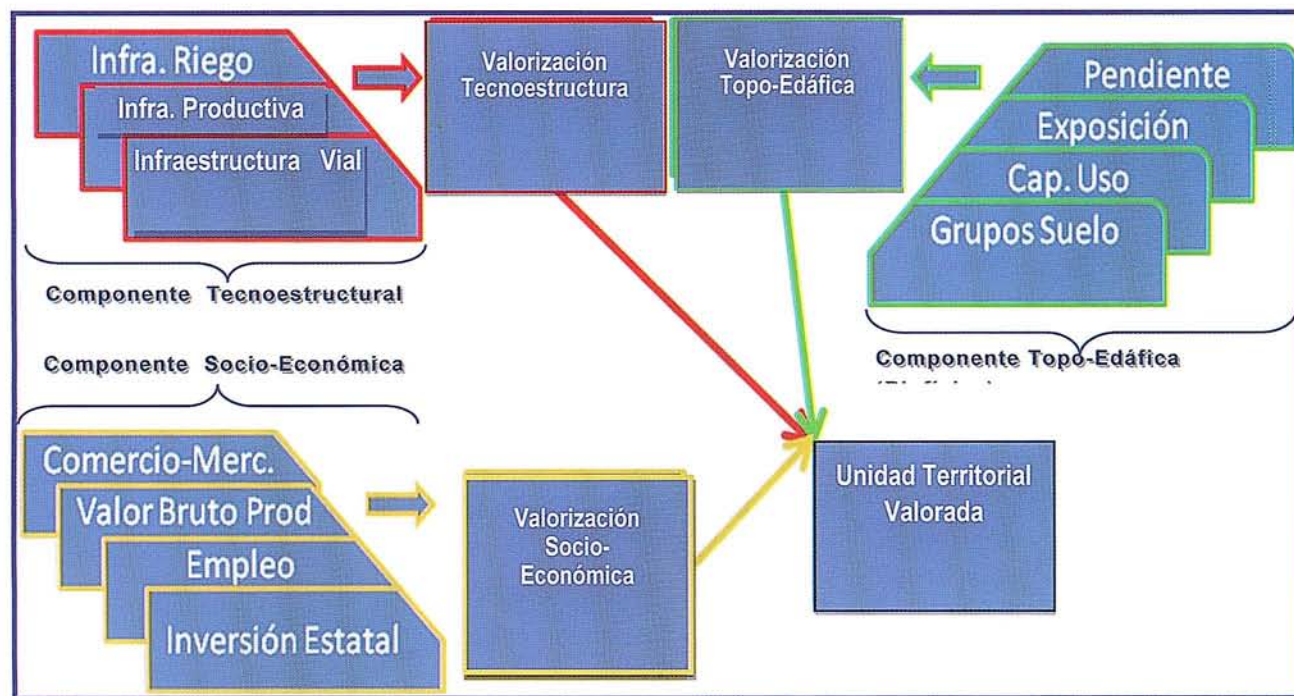 Infra. Riego
Infra. Productiva
Infraestructura Vial
Componente Tecnoestructural
Valorización
Tecnoestructura
Valorización
Topo-Edáfica
Pendiente
Exposición
Cap. Uso
Grupos Suelo
Componente Topo-Edáfica
Componente Socio-Económica
Comercio-Merc.
Valor Bruto Prod
Empleo
Inversión Estatal
Valorización
Socio-
Económica
Unidad Territorial
Valorada